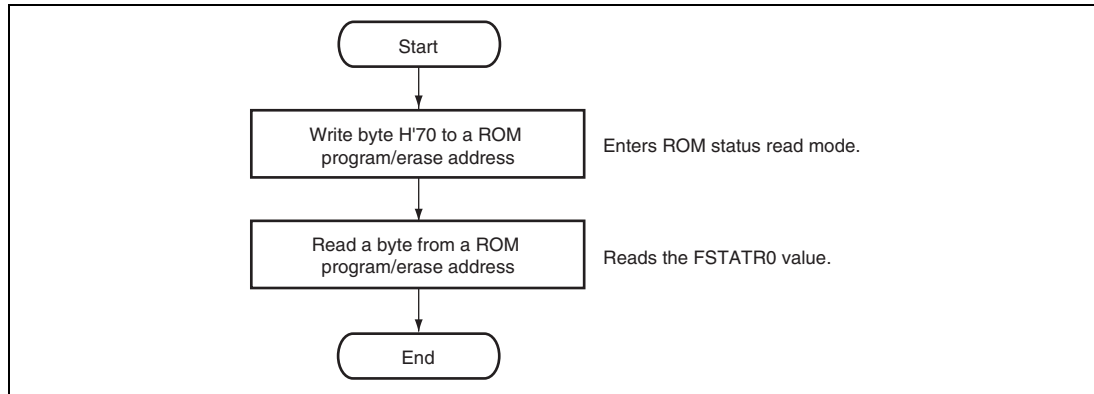 Start
Write byte H'70 to a ROM
program/erase address
Enters ROM status read mode.
Read a byte from a ROM
program/erase address
Reads the FSTATR0 value.
End